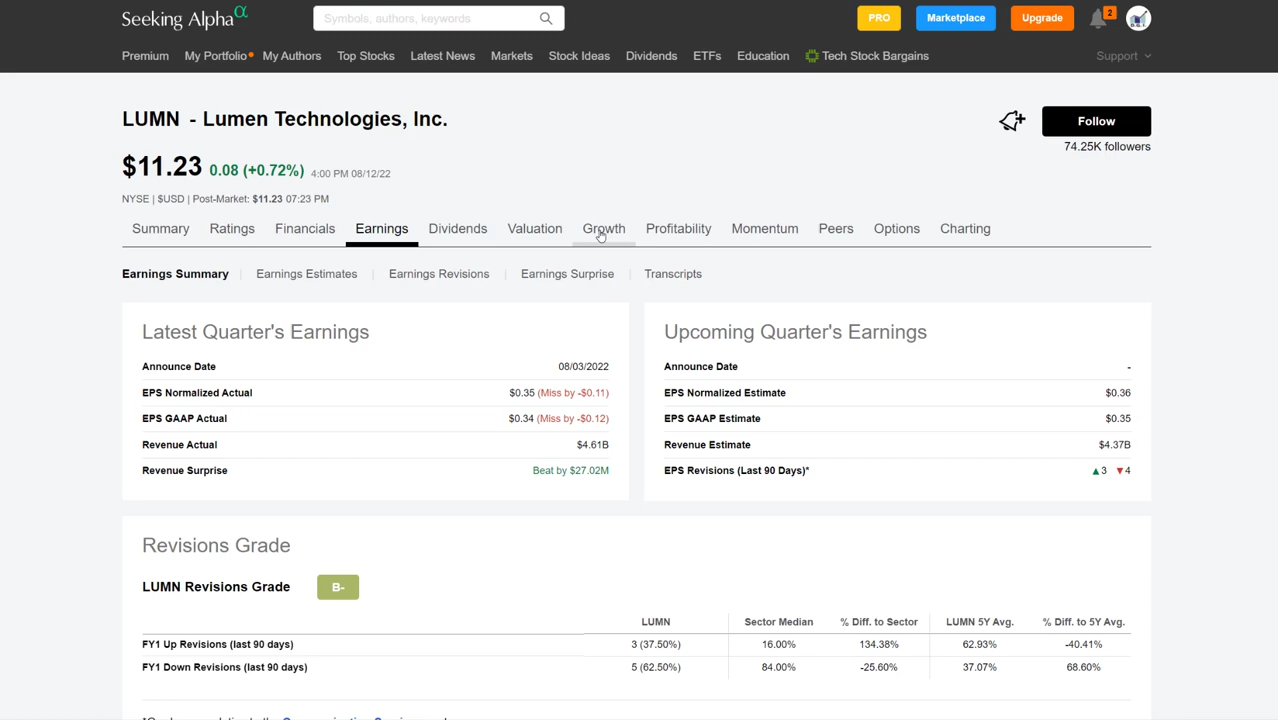 Seeking Alpha α
Symbols, authors, keywords
PRO
Marketplace
Upgrade
2
Premium My Portfolio My Authors Top Stocks Latest News Markets Stock Ideas Dividends ETFs Education Tech Stock Bargains Support
LUMN - Lumen Technologies, Inc.
Follow
74.25K followers
$11.23 0.08 (+0.72%) 4:00 PM 08/12/22
NYSE | $USD | Post-Market: $11.23 07:23 PM
Summary Ratings Financials Earnings Dividends Valuation Growth Profitability Momentum Peers Options Charting
Earnings Summary | Earnings Estimates | Earnings Revisions | Earnings Surprise | Transcripts
Latest Quarter's Earnings
Announce Date 08/03/2022
EPS Normalized Actual $0.35 (Miss by -$0.11)
EPS GAAP Actual $0.34 (Miss by -$0.12)
Revenue Actual $4.61B
Revenue Surprise Beat by $27.02M
Upcoming Quarter's Earnings
Announce Date -
EPS Normalized Estimate $0.36
EPS GAAP Estimate $0.35
Revenue Estimate $4.37B
EPS Revisions (Last 90 Days)* ▲3 ▼4
Revisions Grade
LUMN Revisions Grade B-
LUMN Sector Median % Diff. to Sector LUMN 5Y Avg. % Diff. to 5Y Avg.
FY1 Up Revisions (last 90 days) 3 (37.50%) 16.00% 134.38% 62.93% -40.41%
FY1 Down Revisions (last 90 days) 5 (62.50%) 84.00% -25.60% 37.07% 68.60%